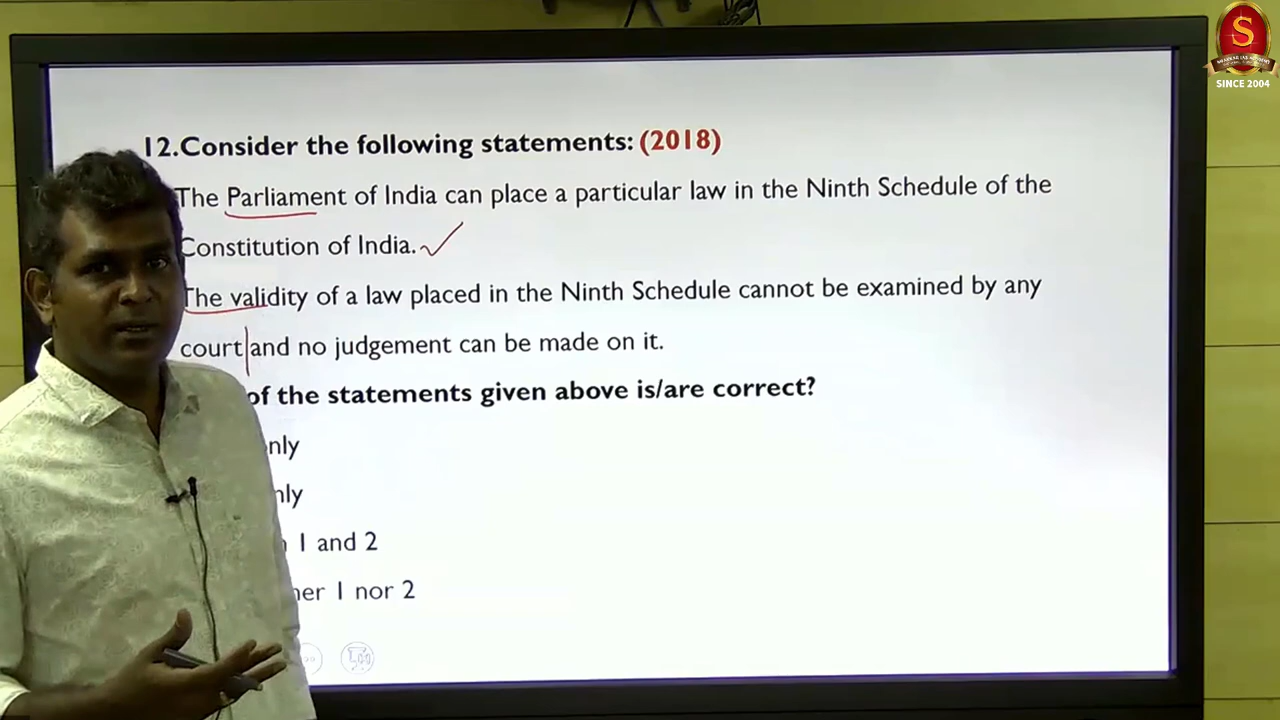 S
SINCE 2004
12.Consider the following statements: (2018)
The Parliament of India can place a particular law in the Ninth Schedule of the
Constitution of India.
The validity of a law placed in the Ninth Schedule cannot be examined by any
court and no judgement can be made on it.
of the statements given above is/are correct?
nly
nly
1 and 2
her 1 nor 2